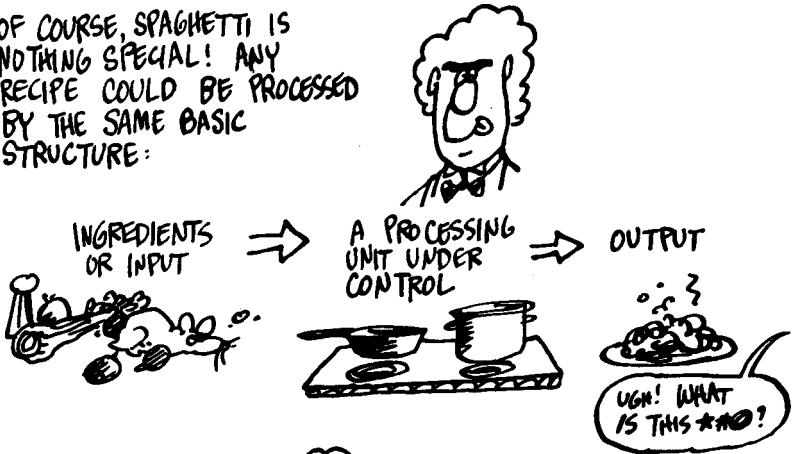 OF COURSE, SPAGHETTI IS
NOTHING SPECIAL! ANY
RECIPE COULD BE PROCESSED
BY THE SAME BASIC
STRUCTURE:
INGREDIENTS
OR INPUT
A PROCESSING
UNIT UNDER
CONTROL
OUTPUT
UGH! WHAT
IS THIS **@?